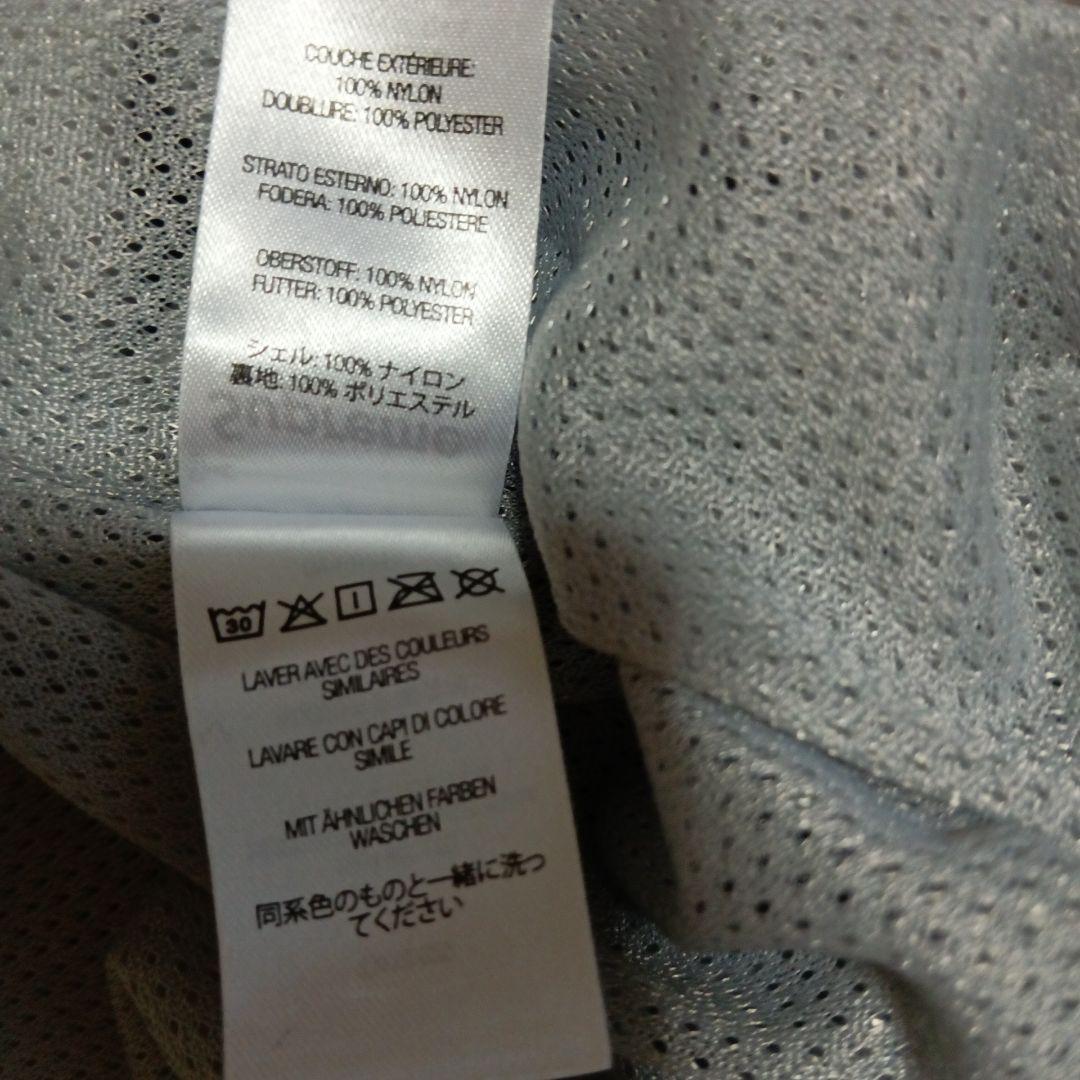 COUCHE EXTÉRIEURE:
100% NYLON
DOUBLURE: 100% POLYESTER
STRATO ESTERNO: 100% NYLON
FODERA: 100% POLIESTERE
OBERSTOFF: 100% NYLON
FUTTER: 100% POLYESTER
シェル: 100% ナイロン
裏地: 100% ポリエステル
30
LAVER AVEC DES COULEURS
SIMILAIRES
LAVARE CON CAPI DI COLORE
SIMILE
MIT ÄHNLICHEN FARBEN
WASCHEN
同系色のものと一緒に洗っ
てください